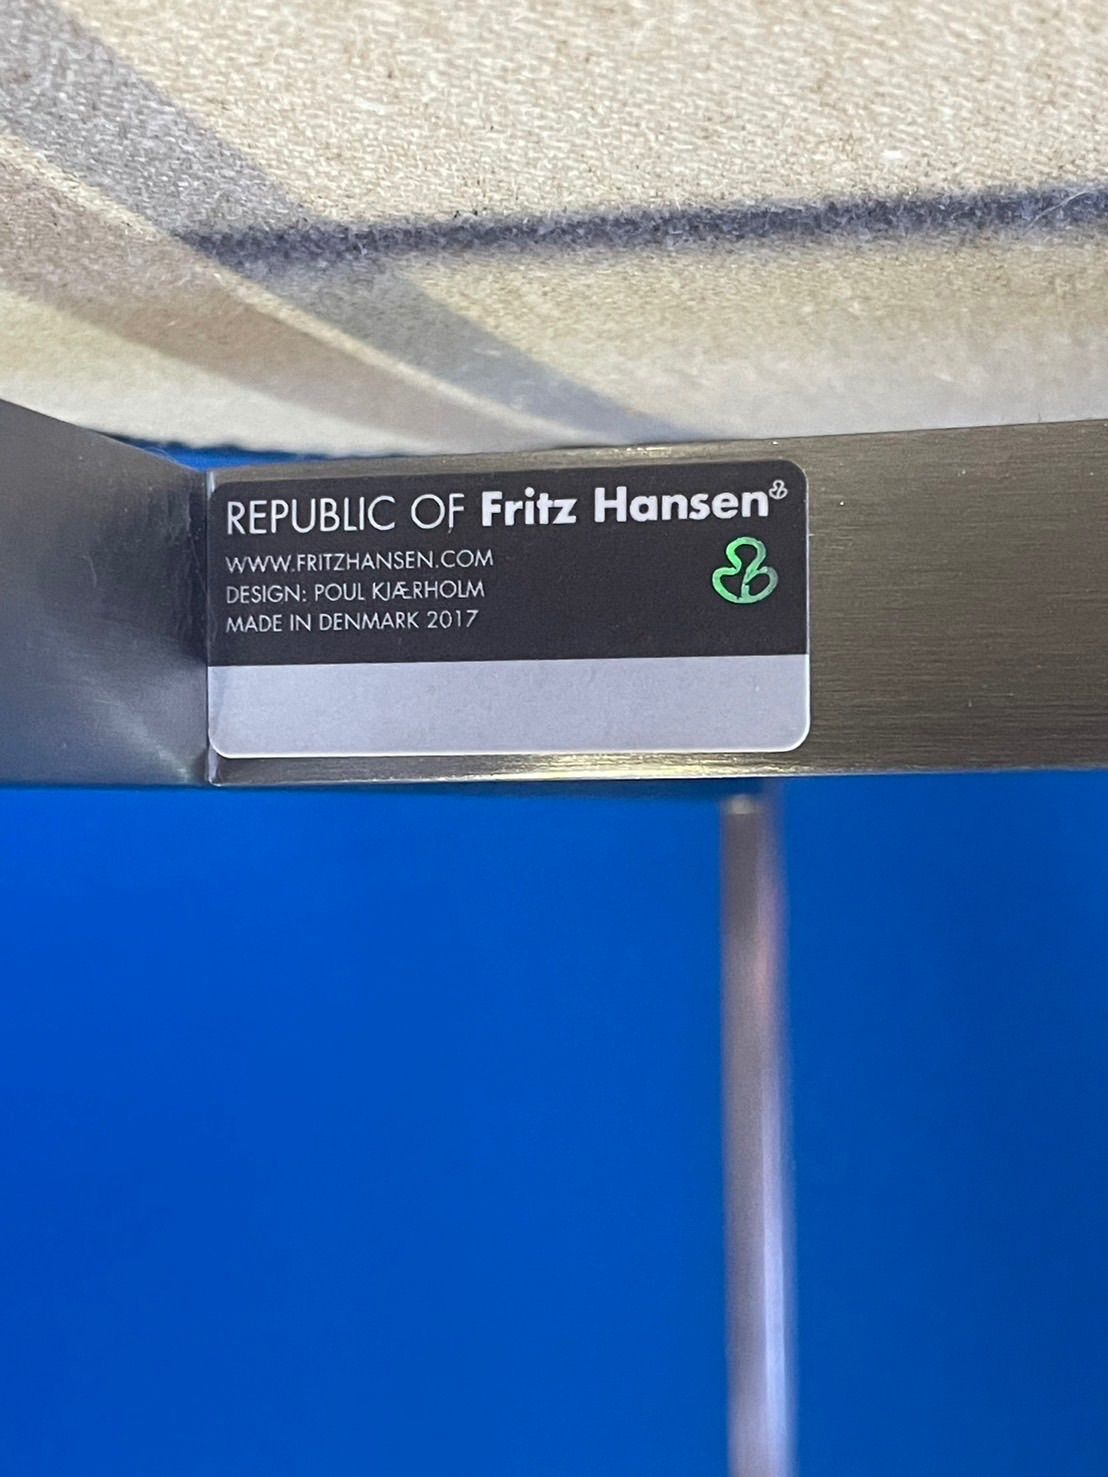 REPUBLIC OF Fritz Hansen
WWW.FRITZHANSEN.COM
DESIGN: POUL KJÆRHOLM
MADE IN DENMARK 2017